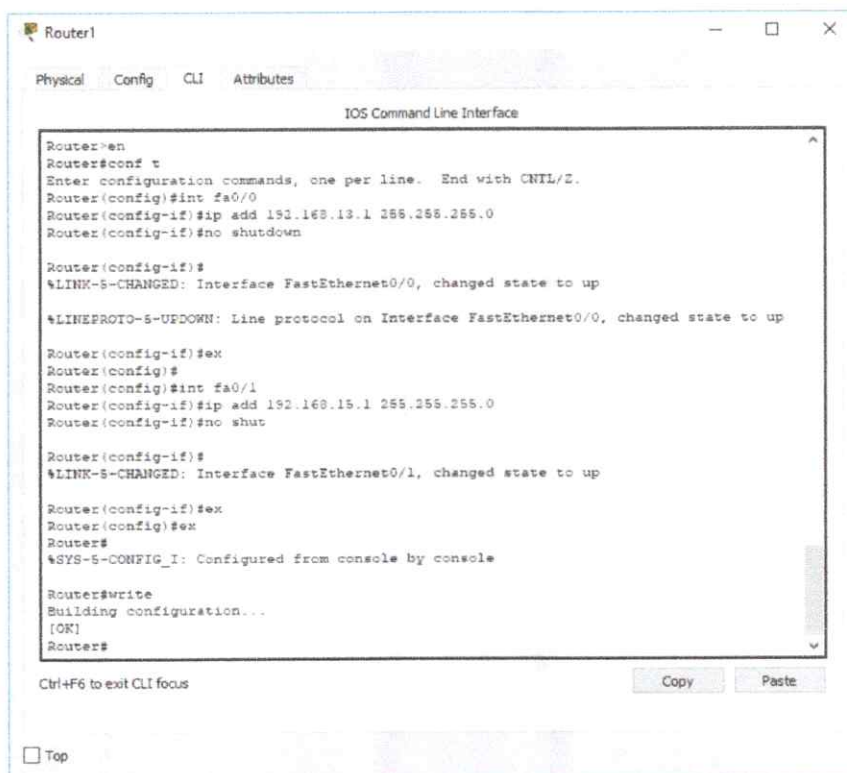 Router1
Physical Config CLI Attributes
IOS Command Line Interface
Router>en
Router#conf t
Enter configuration commands, one per line. End with CNTL/Z.
Router(config)#int fa0/0
Router(config-if)#ip add 192.168.13.1 255.255.255.0
Router(config-if)#no shutdown
Router(config-if)#
%LINK-5-CHANGED: Interface FastEthernet0/0, changed state to up
%LINEPROTO-5-UPDOWN: Line protocol on Interface FastEthernet0/0, changed state to up
Router(config-if)#ex
Router(config)#
Router(config)#int fa0/1
Router(config-if)#ip add 192.168.15.1 255.255.255.0
Router(config-if)#no shut
Router(config-if)#
%LINK-5-CHANGED: Interface FastEthernet0/1, changed state to up
Router(config-if)#ex
Router(config)#ex
Router#
%SYS-5-CONFIG_I: Configured from console by console
Router#write
Building configuration...
[OK]
Router#
Ctrl+F6 to exit CLI focus
Copy Paste
Top